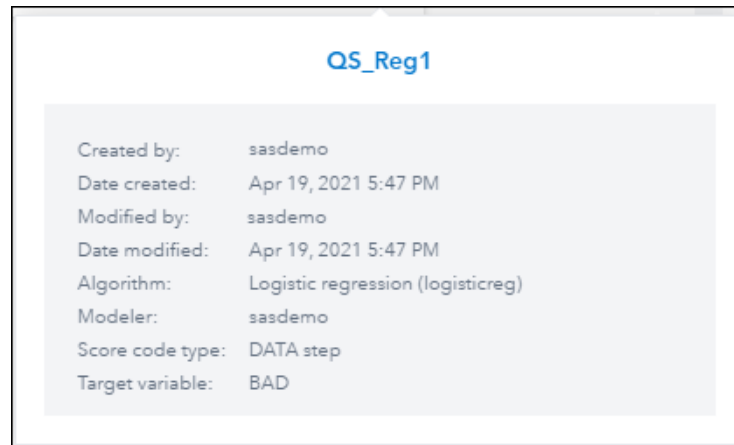 QS_Reg1
Created by: sasdemo
Date created: Apr 19, 2021 5:47 PM
Modified by: sasdemo
Date modified: Apr 19, 2021 5:47 PM
Algorithm: Logistic regression (logisticreg)
Modeler: sasdemo
Score code type: DATA step
Target variable: BAD